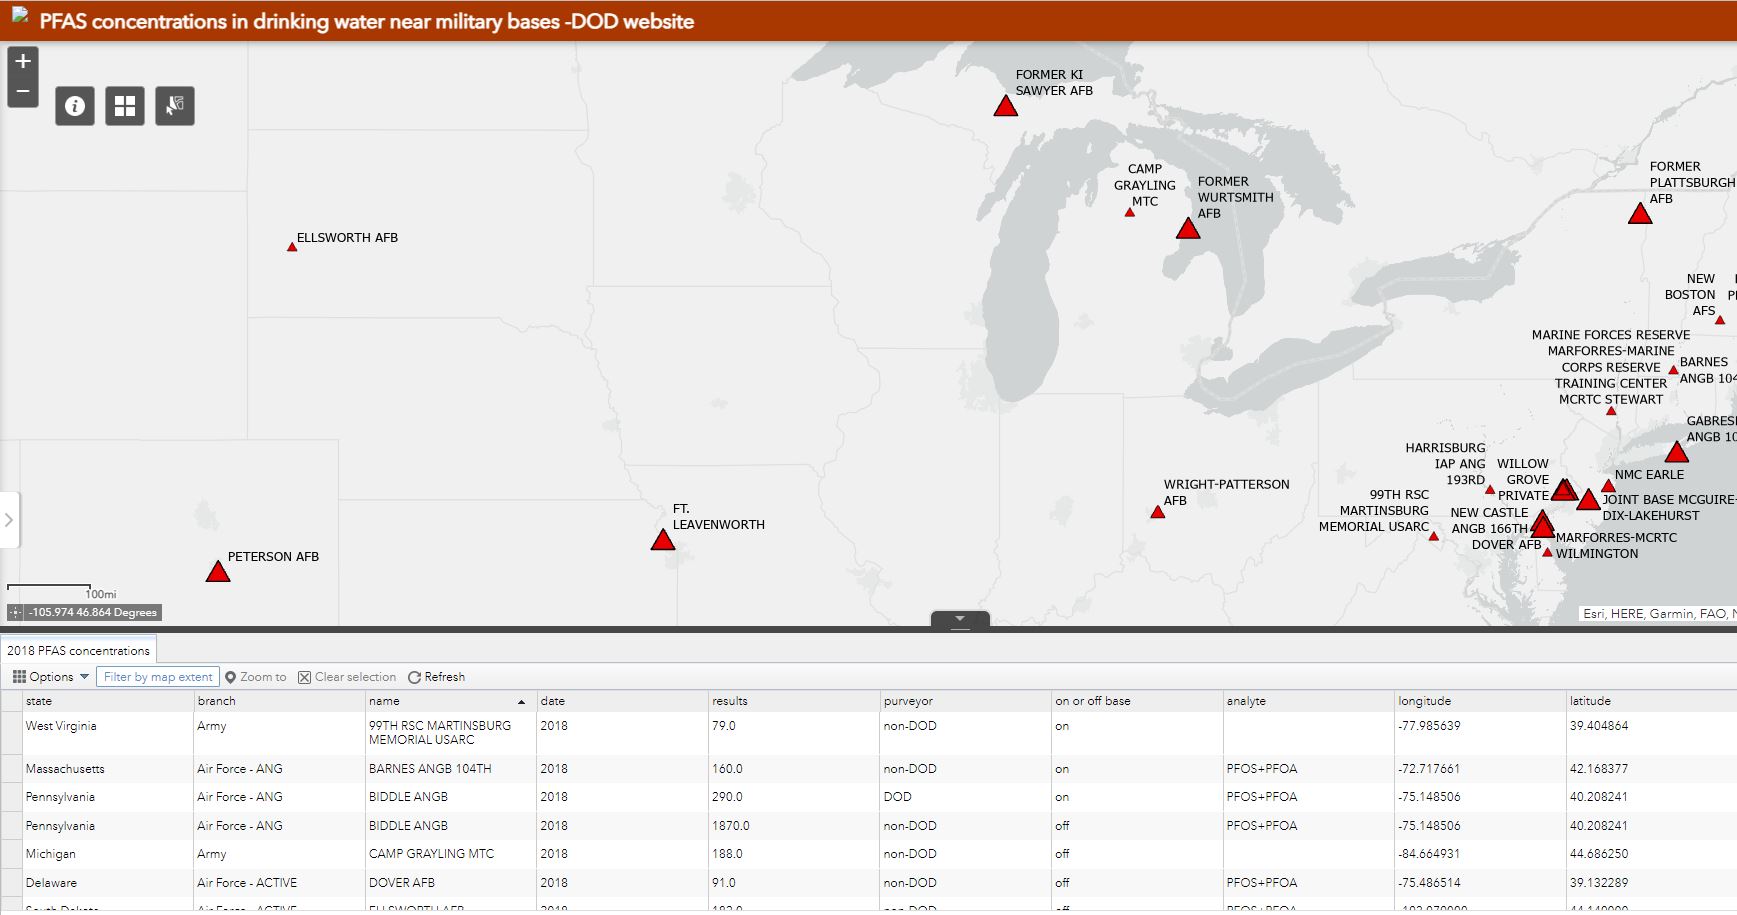 PFAS concentrations in drinking water near military bases -DOD website
+
−
FORMER KI
SAWYER AFB
CAMP
GRAYLING
MTC
FORMER
WURTSMITH
AFB
FORMER
PLATTSBURGH
AFB
ELLSWORTH AFB
NEW
BOSTON
AFS
MARINE FORCES RESERVE
MARFORRES-MARINE
CORPS RESERVE
TRAINING CENTER
MCRTC STEWART
BARNES
ANGB 104
GABRES
ANGB 10
HARRISBURG
IAP ANG
193RD
WILLOW
GROVE
PRIVATE
NMC EARLE
JOINT BASE MCGUIRE-
DIX-LAKEHURST
WRIGHT-PATTERSON
AFB
99TH RSC
MARTINSBURG
MEMORIAL USARC
NEW CASTLE
ANGB 166TH
DOVER AFB
MARFORRES-MCRTC
WILMINGTON
FT.
LEAVENWORTH
PETERSON AFB
100mi
-105.974 46.864 Degrees
Esri, HERE, Garmin, FAO,
2018 PFAS concentrations
Options Filter by map extent Zoom to Clear selection Refresh
state branch name date results purveyor on or off base analyte longitude latitude
West Virginia Army 99TH RSC MARTINSBURG 2018 79.0 non-DOD on -77.985639 39.404864
MEMORIAL USARC
Massachusetts Air Force - ANG BARNES ANGB 104TH 2018 160.0 non-DOD on PFOS+PFOA -72.717661 42.168377
Pennsylvania Air Force - ANG BIDDLE ANGB 2018 290.0 DOD on PFOS+PFOA -75.148506 40.208241
Pennsylvania Air Force - ANG BIDDLE ANGB 2018 1870.0 non-DOD off PFOS+PFOA -75.148506 40.208241
Michigan Army CAMP GRAYLING MTC 2018 188.0 non-DOD off -84.664931 44.686250
Delaware Air Force - ACTIVE DOVER AFB 2018 91.0 non-DOD off PFOS+PFOA -75.486514 39.132289